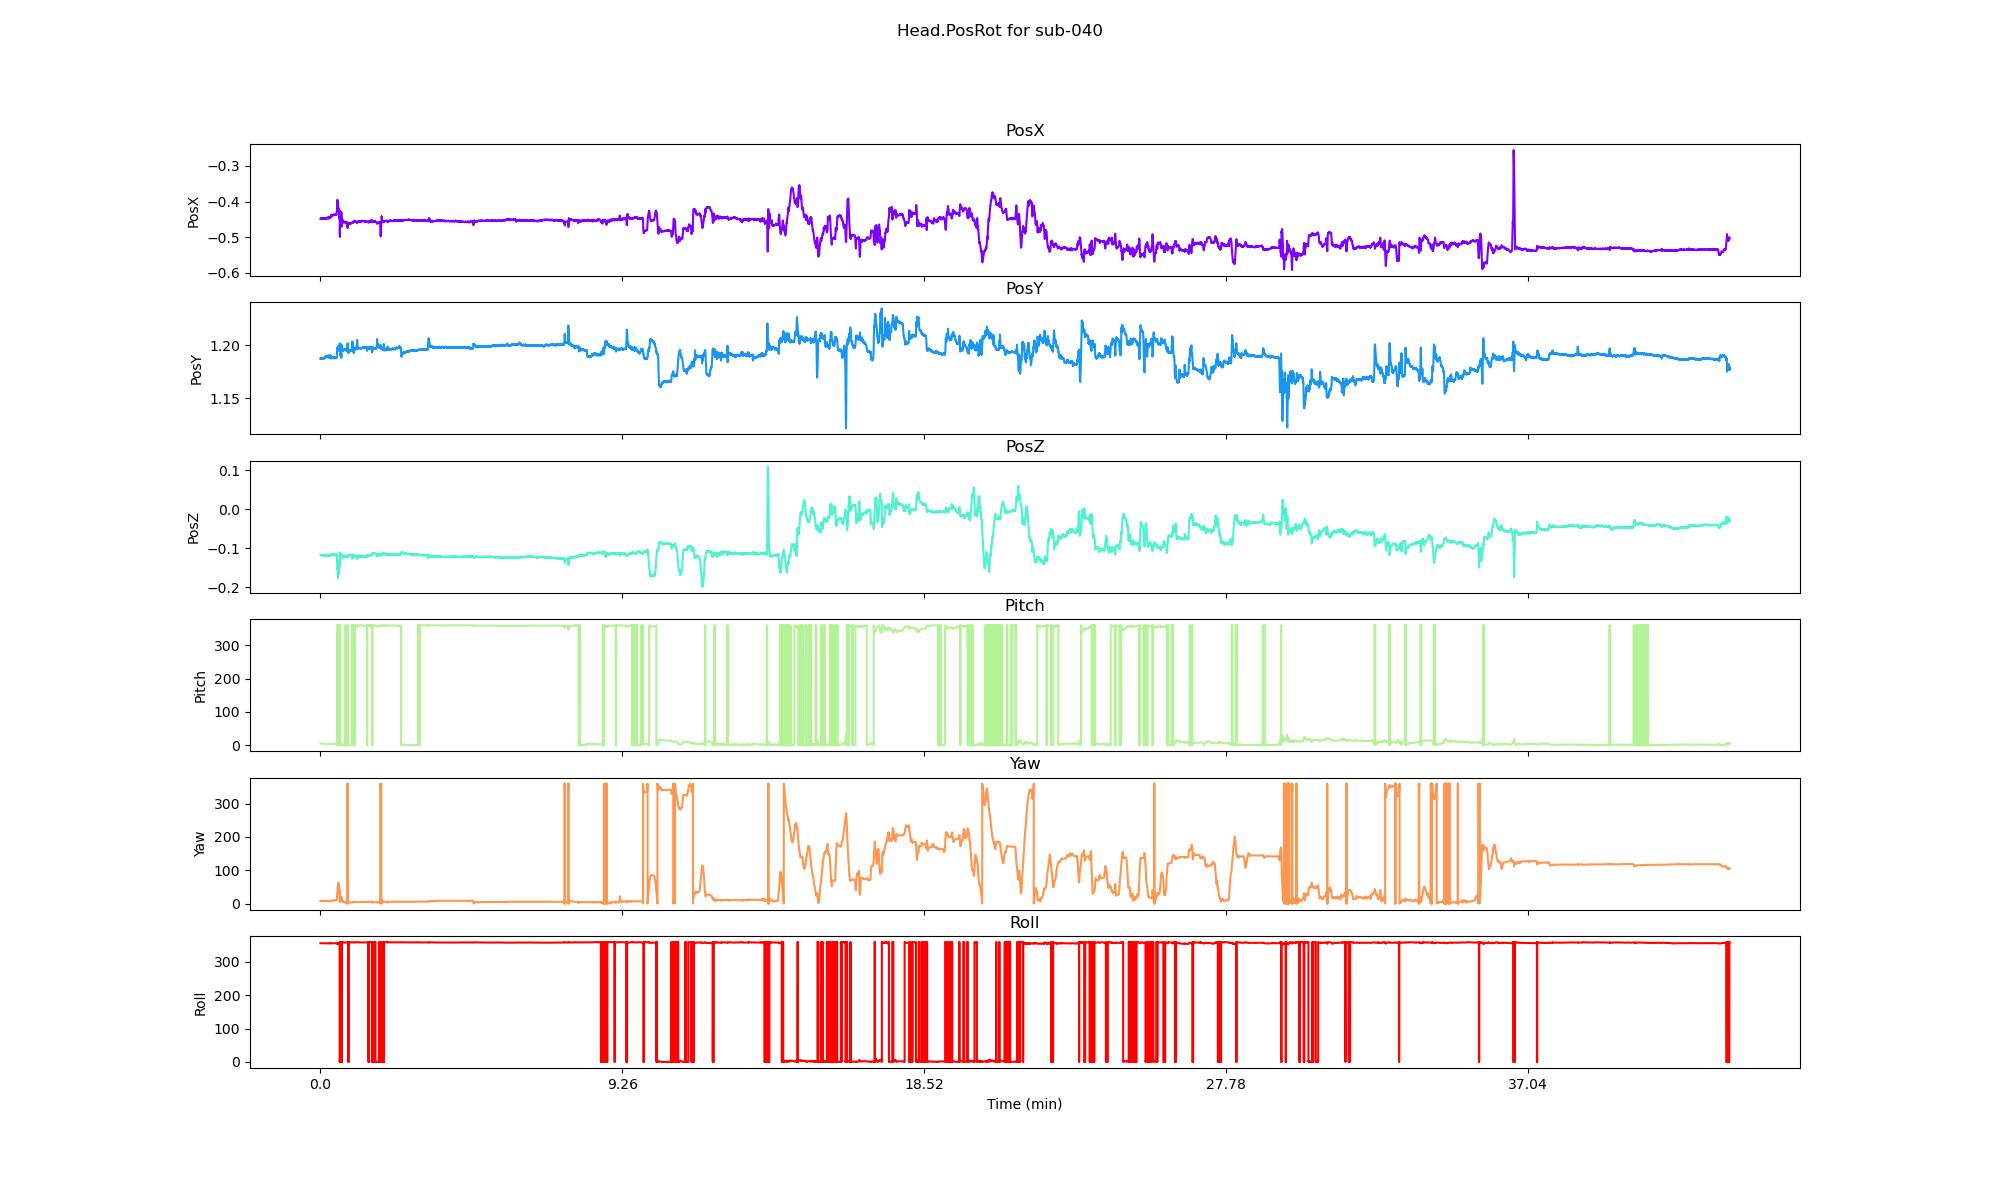 Head.PosRot for sub-040
PosX
−0.3
−0.4
−0.5
−0.6
PosX
PosY
1.20
1.15
PosY
PosZ
0.1
0.0
−0.1
−0.2
PosZ
Pitch
300
200
100
0
Pitch
Yaw
300
200
100
0
Yaw
Roll
300
200
100
0
Roll
0.0 9.26 18.52 27.78 37.04
Time (min)